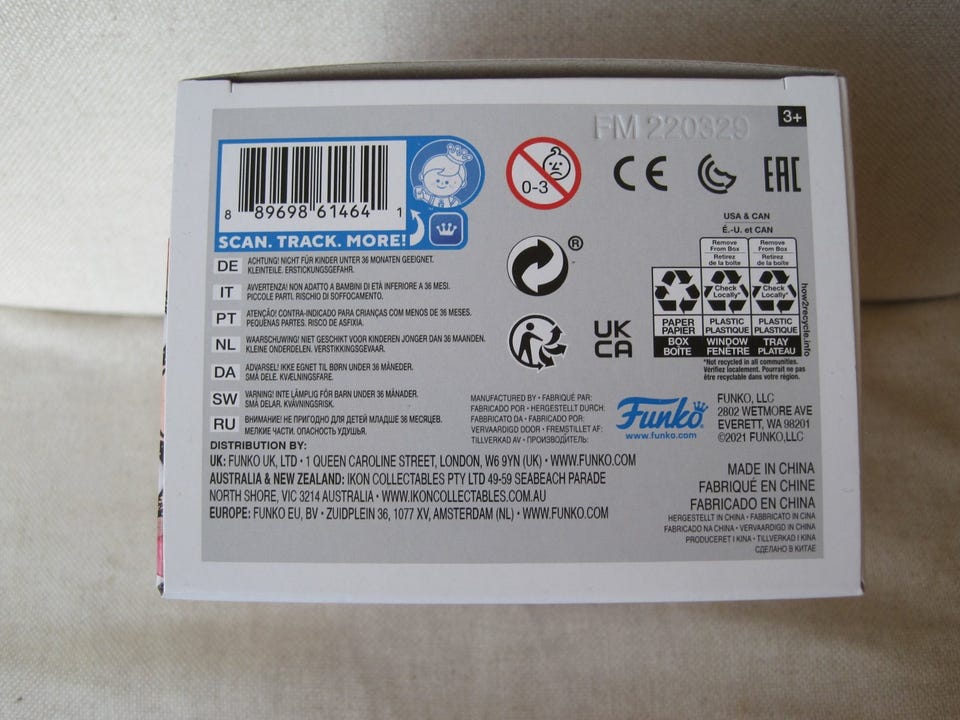 FM 220329
3+
8 89698 61464 1
SCAN. TRACK. MORE!
0-3
CE
EAC
®
UK
CA
USA & CAN
É.-U. et CAN
Remove
From Box
Retirez
de la boîte
Remove
From Box
Retirez
de la boîte
Check
Locally*
Check
Locally*
PAPER
PAPIER
PLASTIC
PLASTIQUE
PLASTIC
PLASTIQUE
BOX
BOÎTE
WINDOW
FENÊTRE
TRAY
PLATEAU
how2recycle.info
*Not recycled in all communities.
Vérifiez localement. Pourrait ne pas
être recyclable dans votre région.
DE ACHTUNG! NICHT FÜR KINDER UNTER 36 MONATEN GEEIGNET.
KLEINTEILE. ERSTICKUNGSGEFAHR.
IT AVVERTENZA! NON ADATTO A BAMBINI DI ETÀ INFERIORE A 36 MESI.
PICCOLE PARTI. RISCHIO DI SOFFOCAMENTO.
PT ATENÇÃO! CONTRA-INDICADO PARA CRIANÇAS COM MENOS DE 36 MESES.
PEQUENAS PARTES. RISCO DE ASFIXIA.
NL WAARSCHUWING! NIET GESCHIKT VOOR KINDEREN JONGER DAN 36 MAANDEN.
KLEINE ONDERDELEN. VERSTIKKINGSGEVAAR.
DA ADVARSEL! IKKE EGNET TIL BØRN UNDER 36 MÅNEDER.
SMÅ DELE. KVÆLNINGSFARE.
SW VARNING! INTE LÄMPLIG FÖR BARN UNDER 36 MÅNADER.
SMÅ DELAR. KVÄVNINGSRISK.
RU ВНИМАНИЕ! НЕ ПРИГОДНО ДЛЯ ДЕТЕЙ МЛАДШЕ 36 МЕСЯЦЕВ.
МЕЛКИЕ ЧАСТИ. ОПАСНОСТЬ УДУШЬЯ.
MANUFACTURED BY • FABRIQUÉ PAR:
FABRICADO POR • HERGESTELLT DURCH:
FABRICATO DA • FABRICADO POR:
VERVAARDIGD DOOR • FREMSTILLET AF:
TILLVERKAD AV • ПРОИЗВОДИТЕЛЬ:
Funko
www.funko.com
FUNKO, LLC
2802 WETMORE AVE
EVERETT, WA 98201
©2021 FUNKO,LLC
DISTRIBUTION BY:
UK: FUNKO UK, LTD • 1 QUEEN CAROLINE STREET, LONDON, W6 9YN (UK) • WWW.FUNKO.COM
AUSTRALIA & NEW ZEALAND: IKON COLLECTABLES PTY LTD 49-59 SEABEACH PARADE
NORTH SHORE, VIC 3214 AUSTRALIA • WWW.IKONCOLLECTABLES.COM.AU
EUROPE: FUNKO EU, BV • ZUIDPLEIN 36, 1077 XV, AMSTERDAM (NL) • WWW.FUNKO.COM
MADE IN CHINA
FABRIQUÉ EN CHINE
FABRICADO EN CHINA
HERGESTELLT IN CHINA • FABBRICATO IN CINA
FABRICADO NA CHINA • VERVAARDIGD IN CHINA
PRODUCERET I KINA • TILLVERKAD I KINA
СДЕЛАНО В КИТАЕ